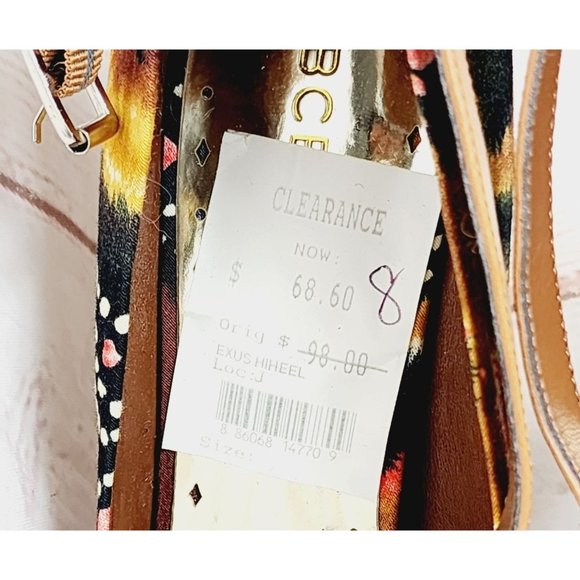 BCB
CLEARANCE
NOW:
$ 68.60
8
Orig $ 98.00
EXUS HIHEEL
Loc:J
8 86068 14770 9
Size: